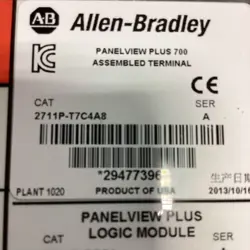 AB Allen-Bradley
PANELVIEW PLUS 700
ASSEMBLED TERMINAL
CE
CAT
SER
2711P-T7C4A8
A
*29477396
生产日期
PLANT 1020
PRODUCT OF USA
2013/10/16
PANELVIEW PLUS
LOGIC MODULE